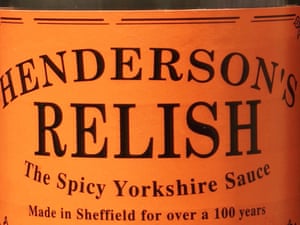 HENDERSON'S
RELISH
The Spicy Yorkshire Sauce
Made in Sheffield for over a 100 years